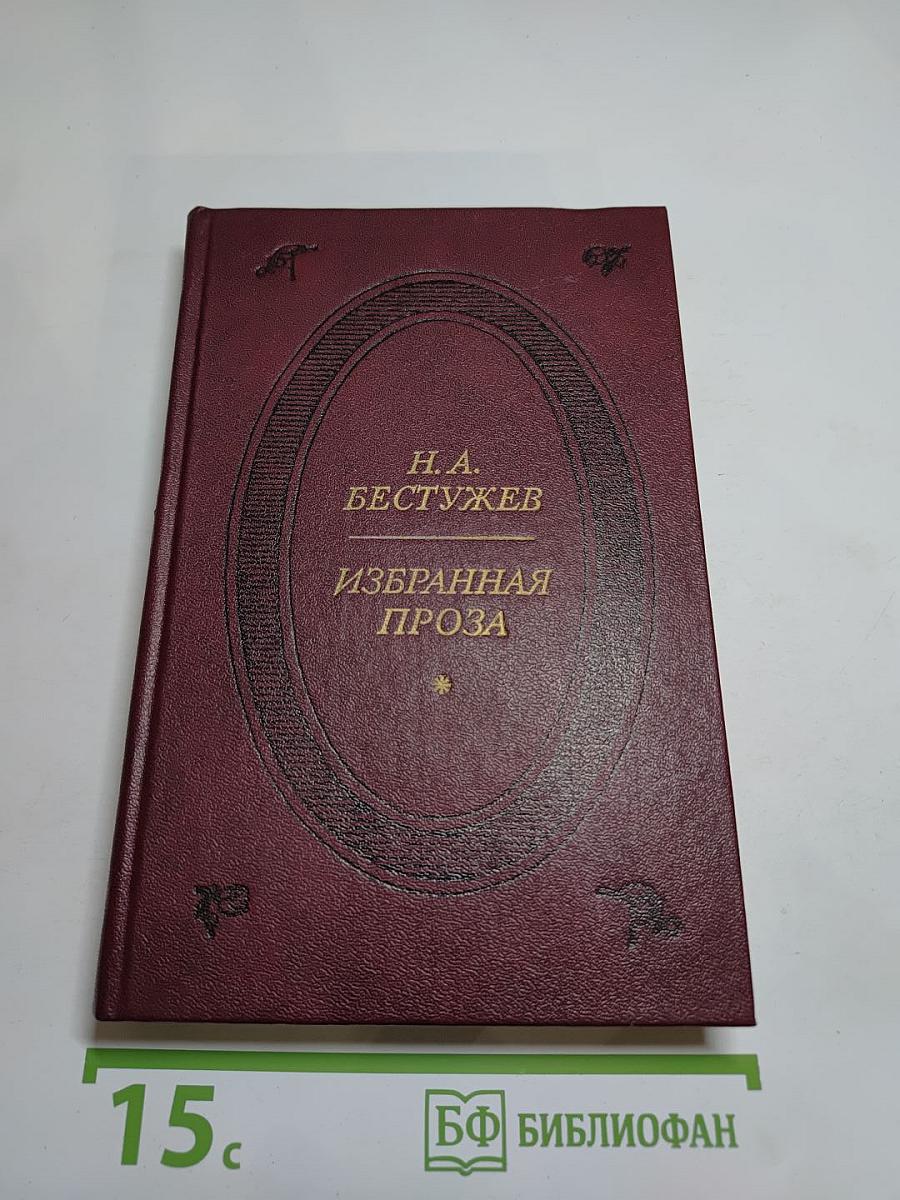 Н. А.
БЕСТУЖЕВ
ИЗБРАННАЯ
ПРОЗА
15с
БФ БИБЛИОФАН